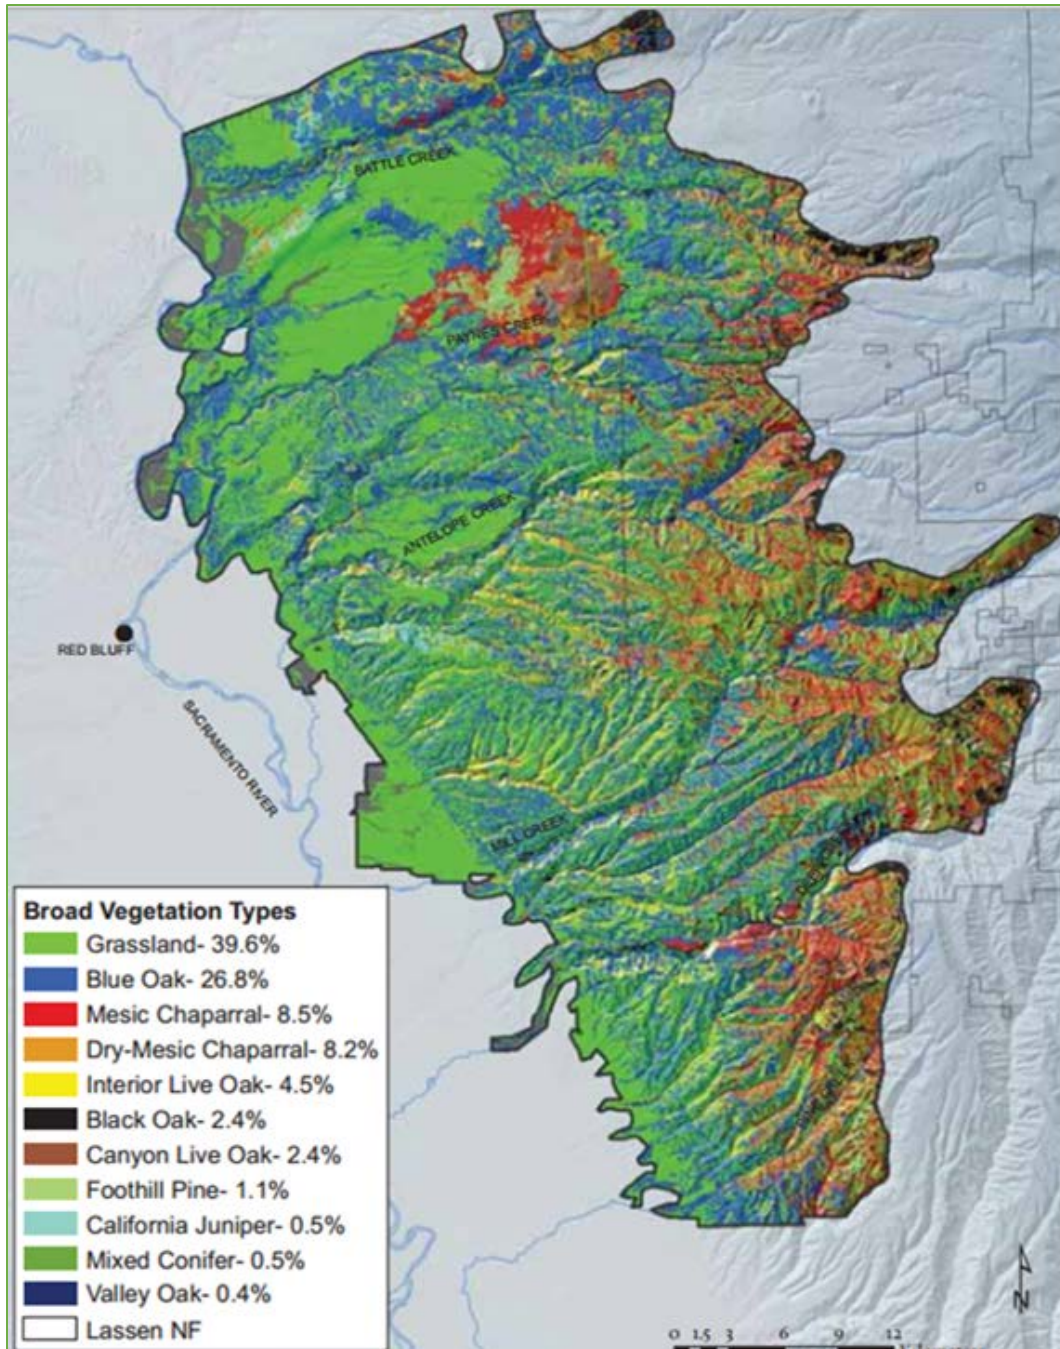 BATTLE CREEK
PAYNES CREEK
ANTELOPE CREEK
RED BLUFF
SACRAMENTO RIVER
MILL CREEK
Broad Vegetation Types
Grassland- 39.6%
Blue Oak- 26.8%
Mesic Chaparral- 8.5%
Dry-Mesic Chaparral- 8.2%
Interior Live Oak- 4.5%
Black Oak- 2.4%
Canyon Live Oak- 2.4%
Foothill Pine- 1.1%
California Juniper- 0.5%
Mixed Conifer- 0.5%
Valley Oak- 0.4%
Lassen NF
N
0 1.5 3 6 9 12